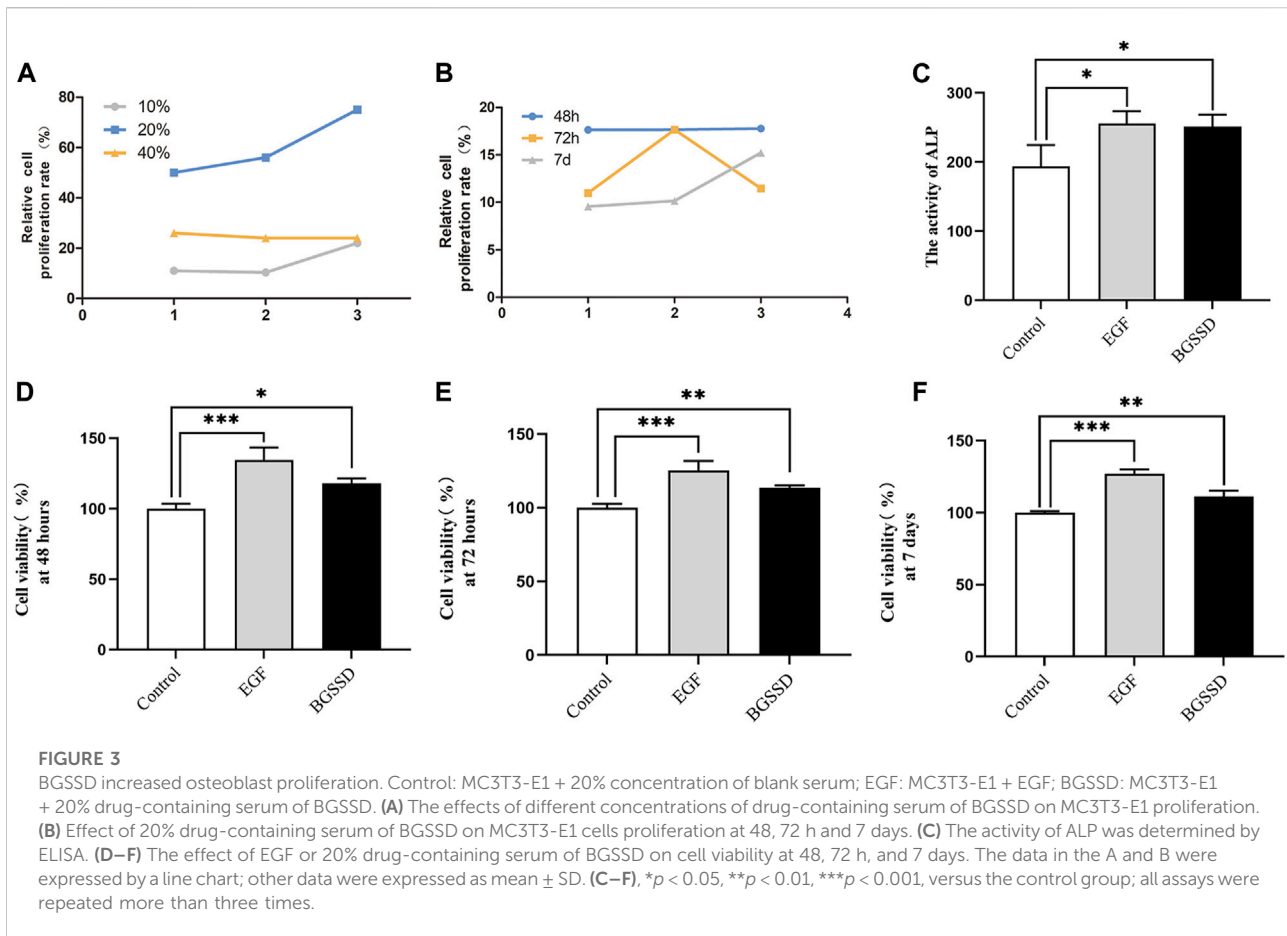 A
10%
20%
40%
Relative cell
proliferation rate (%)
80
60
40
20
0
0
1
2
3
B
48h
72h
7d
Relative cell
proliferation rate (%)
20
15
10
5
0
0
1
2
3
4
C
*
*
The activity of ALP
300
200
100
0
Control
EGF
BGSSD
D
*
***
Cell viability( %)
at 48 hours
150
100
50
0
Control
EGF
BGSSD
E
**
***
Cell viability( %)
at 72 hours
150
100
50
0
Control
EGF
BGSSD
F
**
***
Cell viability( %)
at 7 days
150
100
50
0
Control
EGF
BGSSD
FIGURE 3
BGSSD increased osteoblast proliferation. Control: MC3T3-E1 + 20% concentration of blank serum; EGF: MC3T3-E1 + EGF; BGSSD: MC3T3-E1
+ 20% drug-containing serum of BGSSD. (A) The effects of different concentrations of drug-containing serum of BGSSD on MC3T3-E1 proliferation.
(B) Effect of 20% drug-containing serum of BGSSD on MC3T3-E1 cells proliferation at 48, 72 h and 7 days. (C) The activity of ALP was determined by
ELISA. (D–F) The effect of EGF or 20% drug-containing serum of BGSSD on cell viability at 48, 72 h, and 7 days. The data in the A and B were
expressed by a line chart; other data were expressed as mean ± SD. (C–F), *p < 0.05, **p < 0.01, ***p < 0.001, versus the control group; all assays were
repeated more than three times.